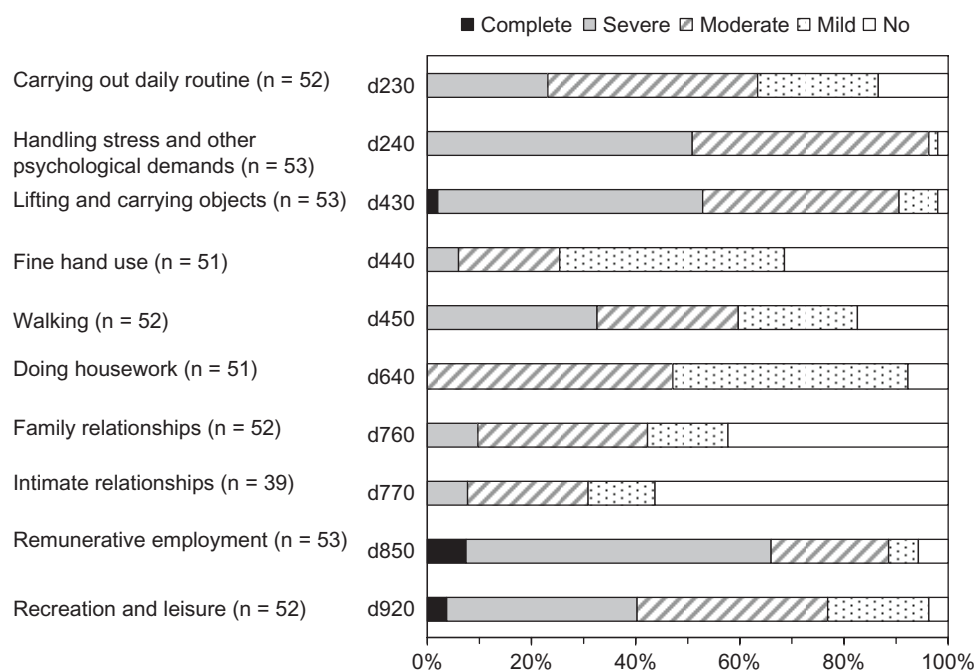 Complete Severe Moderate Mild No
Carrying out daily routine (n = 52) d230
Handling stress and other
psychological demands (n = 53) d240
Lifting and carrying objects (n = 53) d430
Fine hand use (n = 51) d440
Walking (n = 52) d450
Doing housework (n = 51) d640
Family relationships (n = 52) d760
Intimate relationships (n = 39) d770
Remunerative employment (n = 53) d850
Recreation and leisure (n = 52) d920
0% 20% 40% 60% 80% 100%